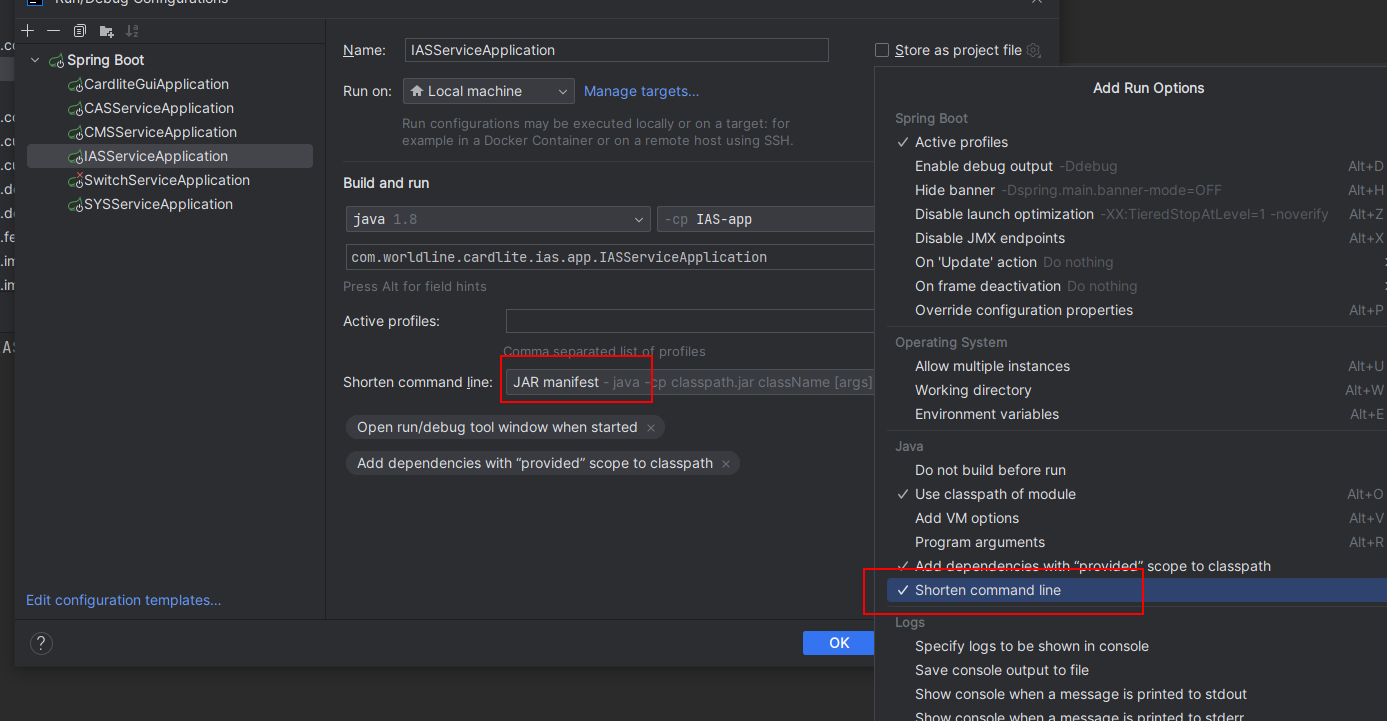 Run/Debug Configurations
.co
.co
.cu
.cu
.de
.de
.fe
.im
.im
AS
Spring Boot
CardliteGuiApplication
CASServiceApplication
CMSServiceApplication
IASServiceApplication
SwitchServiceApplication
SYSServiceApplication
Edit configuration templates...
?
Name:
IASServiceApplication
Store as project file
Run on:
Local machine
Manage targets...
Run configurations may be executed locally or on a target: for
example in a Docker Container or on a remote host using SSH.
Build and run
java 1.8
-cp IAS-app
com.worldline.cardlite.ias.app.IASServiceApplication
Press Alt for field hints
Active profiles:
Comma separated list of profiles
Shorten command line:
JAR manifest - java -cp classpath.jar className [args]
Open run/debug tool window when started ×
Add dependencies with “provided” scope to classpath ×
OK
Add Run Options
Spring Boot
Active profiles
Enable debug output -Ddebug Alt+D
Hide banner -Dspring.main.banner-mode=OFF Alt+H
Disable launch optimization -XX:TieredStopAtLevel=1 -noverify Alt+Z
Disable JMX endpoints Alt+X
On 'Update' action Do nothing
On frame deactivation Do nothing
Override configuration properties Alt+P
Operating System
Allow multiple instances Alt+U
Working directory Alt+W
Environment variables Alt+E
Java
Do not build before run
Use classpath of module Alt+O
Add VM options Alt+V
Program arguments Alt+R
Add dependencies with “provided” scope to classpath
Shorten command line
Logs
Specify logs to be shown in console
Save console output to file
Show console when a message is printed to stdout
Show console when a message is printed to stderr